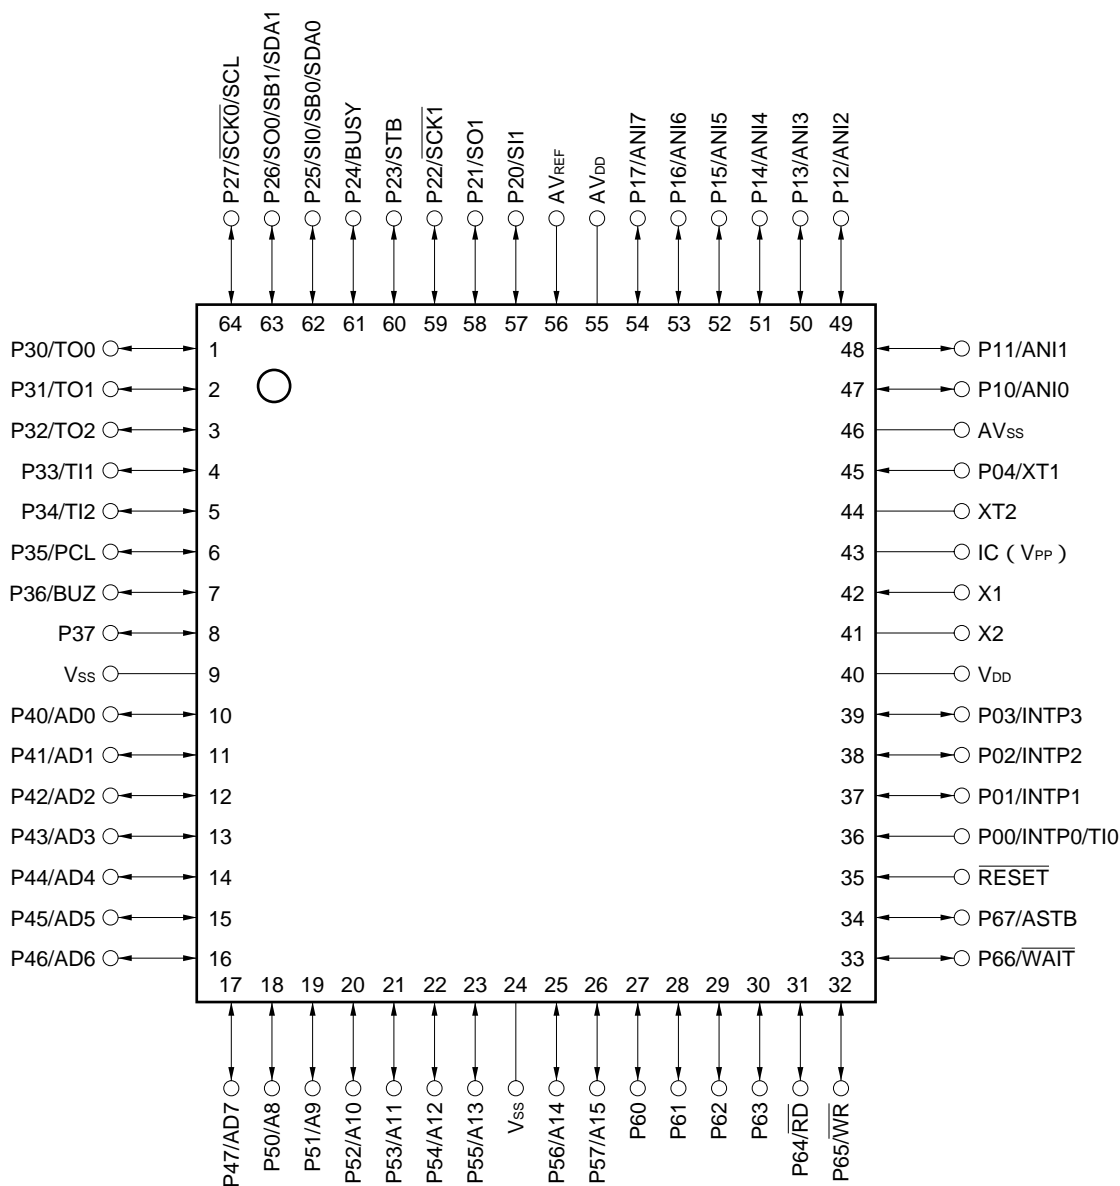 P27/SCK0/SCL
P26/SO0/SB1/SDA1
P25/SI0/SB0/SDA0
P24/BUSY
P23/STB
P22/SCK1
P21/SO1
P20/SI1
AVREF
AVDD
P17/ANI7
P16/ANI6
P15/ANI5
P14/ANI4
P13/ANI3
P12/ANI2
64 63 62 61 60 59 58 57 56 55 54 53 52 51 50 49
P30/TO0 1 48 P11/ANI1
P31/TO1 2 47 P10/ANI0
P32/TO2 3 46 AVSS
P33/TI1 4 45 P04/XT1
P34/TI2 5 44 XT2
P35/PCL 6 43 IC (VPP)
P36/BUZ 7 42 X1
P37 8 41 X2
VSS 9 40 VDD
P40/AD0 10 39 P03/INTP3
P41/AD1 11 38 P02/INTP2
P42/AD2 12 37 P01/INTP1
P43/AD3 13 36 P00/INTP0/TI0
P44/AD4 14 35 RESET
P45/AD5 15 34 P67/ASTB
P46/AD6 16 33 P66/WAIT
17 18 19 20 21 22 23 24 25 26 27 28 29 30 31 32
P47/AD7
P50/A8
P51/A9
P52/A10
P53/A11
P54/A12
P55/A13
VSS
P56/A14
P57/A15
P60
P61
P62
P63
P64/RD
P65/WR